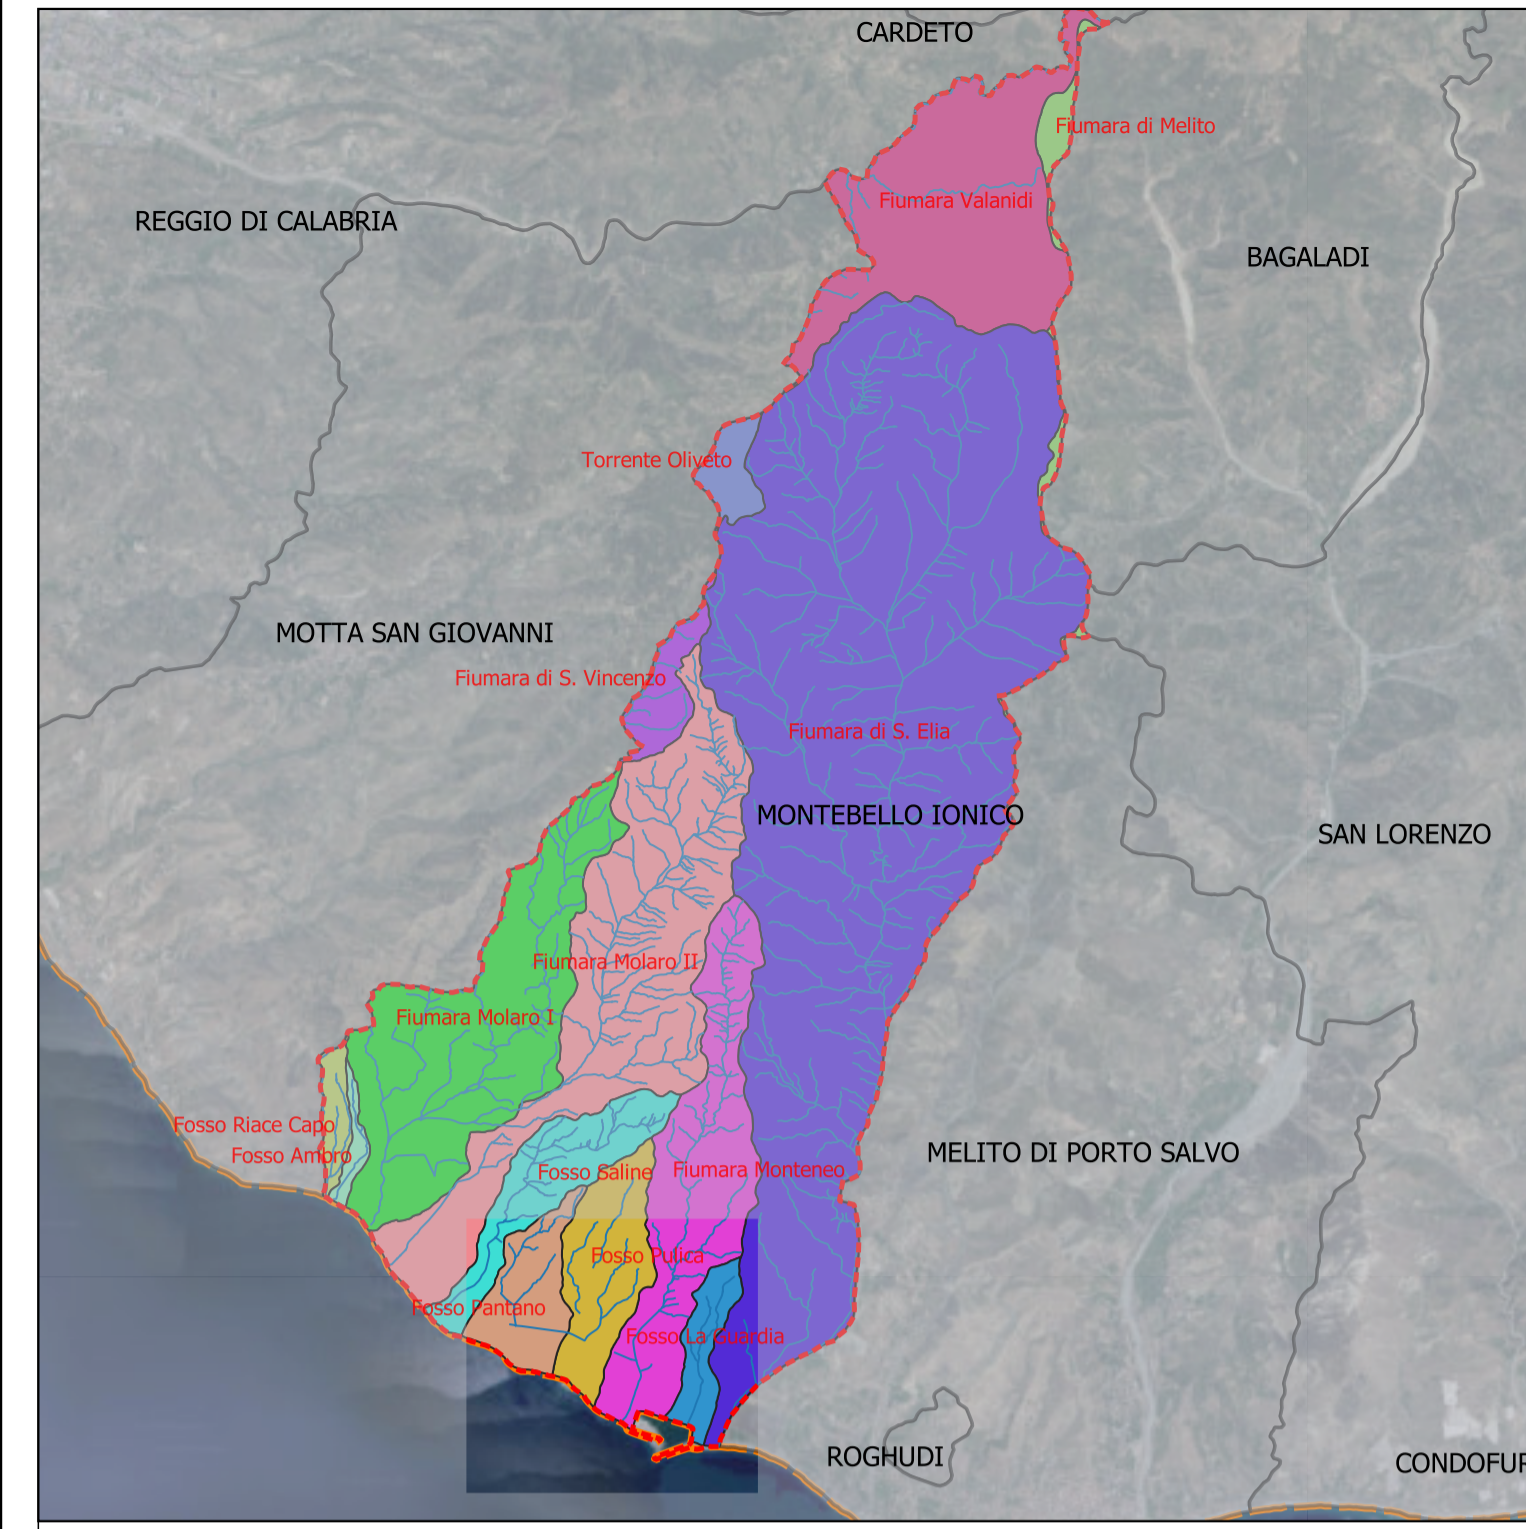 CARDETO
Fiumara di Melito
Fiumara Valanidi
REGGIO DI CALABRIA
BAGALADI
Torrente Oliveto
MOTTA SAN GIOVANNI
Fiumara di S. Vincenzo
Fiumara di S. Elia
MONTEBELLO IONICO
SAN LORENZO
Fiumara Molaro II
Fiumara Molaro I
Fosso Riace Capo
Fosso Ambro
MELITO DI PORTO SALVO
Fosso Saline
Fiumara Monteneo
Fosso Pulica
Fosso Pantano
Fosso La Guardia
ROGHUDI
CONDOFUR